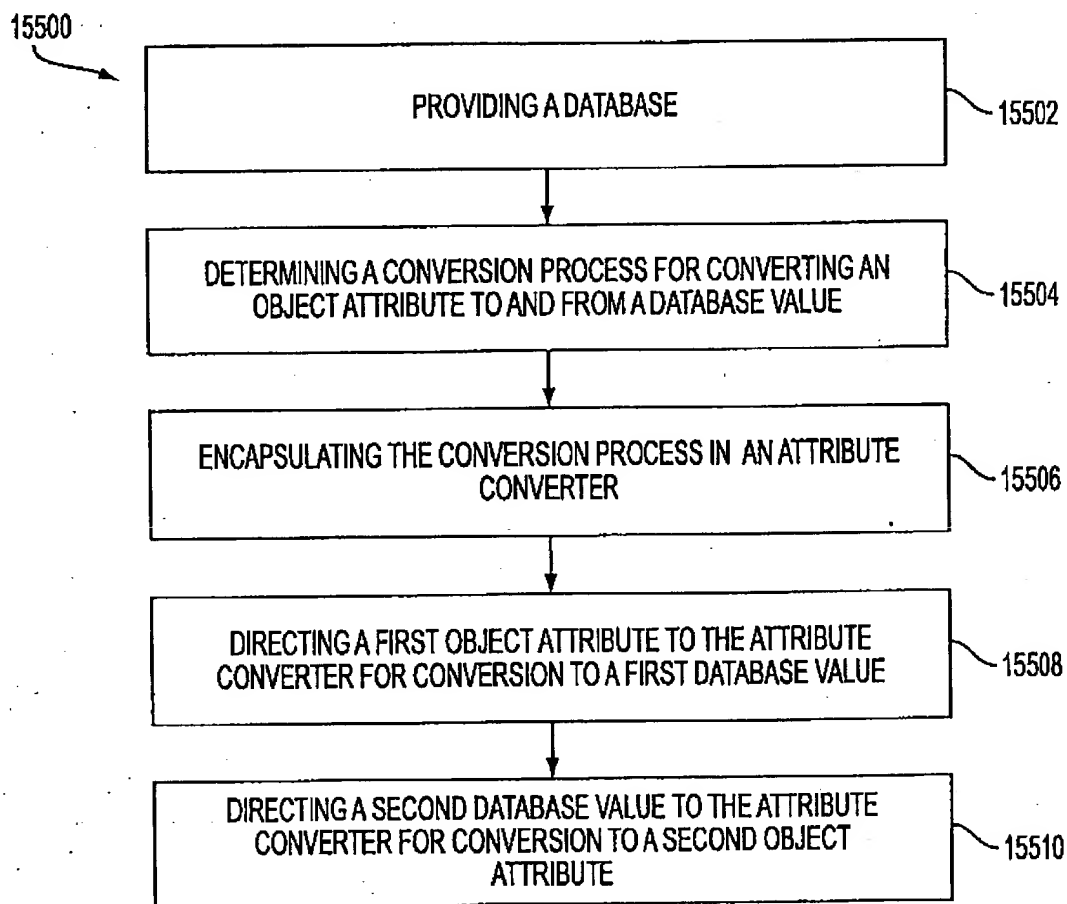 15500
PROVIDING A DATABASE
15502
DETERMINING A CONVERSION PROCESS FOR CONVERTING AN
OBJECT ATTRIBUTE TO AND FROM A DATABASE VALUE
15504
ENCAPSULATING THE CONVERSION PROCESS IN AN ATTRIBUTE
CONVERTER
15506
DIRECTING A FIRST OBJECT ATTRIBUTE TO THE ATTRIBUTE
CONVERTER FOR CONVERSION TO A FIRST DATABASE VALUE
15508
DIRECTING A SECOND DATABASE VALUE TO THE ATTRIBUTE
CONVERTER FOR CONVERSION TO A SECOND OBJECT
ATTRIBUTE
15510